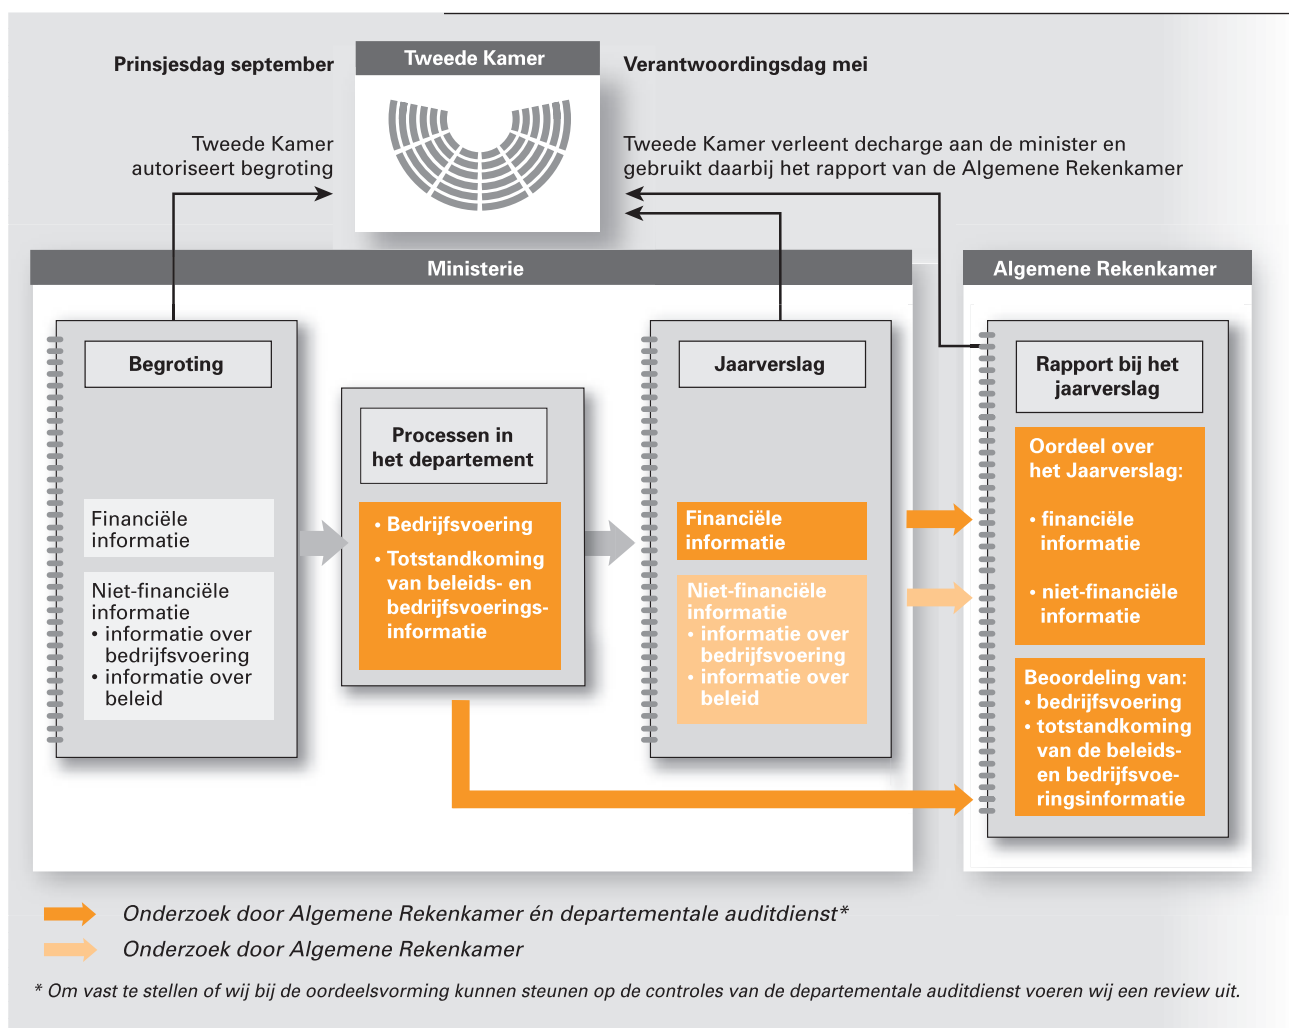 Prinsjesdag september
Tweede Kamer
Verantwoordingsdag mei
Tweede Kamer
autoriseert begroting
Tweede Kamer verleent decharge aan de minister en
gebruikt daarbij het rapport van de Algemene Rekenkamer
Ministerie
Begroting
Financiële
informatie
Niet-financiële
informatie
• informatie over
bedrijfsvoering
• informatie over
beleid
Processen in
het departement
• Bedrijfsvoering
• Totstandkoming
van beleids- en
bedrijfsvoerings-
informatie
Jaarverslag
Financiële
informatie
Niet-financiële
informatie
• informatie over
bedrijfsvoering
• informatie over
beleid
Algemene Rekenkamer
Rapport bij het
jaarverslag
Oordeel over
het Jaarverslag:
• financiële
informatie
• niet-financiële
informatie
Beoordeling van:
• bedrijfsvoering
• totstandkoming
van de beleids-
en bedrijfsvoe-
ringsinformatie
Onderzoek door Algemene Rekenkamer én departementale auditdienst*
Onderzoek door Algemene Rekenkamer
* Om vast te stellen of wij bij de oordeelsvorming kunnen steunen op de controles van de departementale auditdienst voeren wij een review uit.